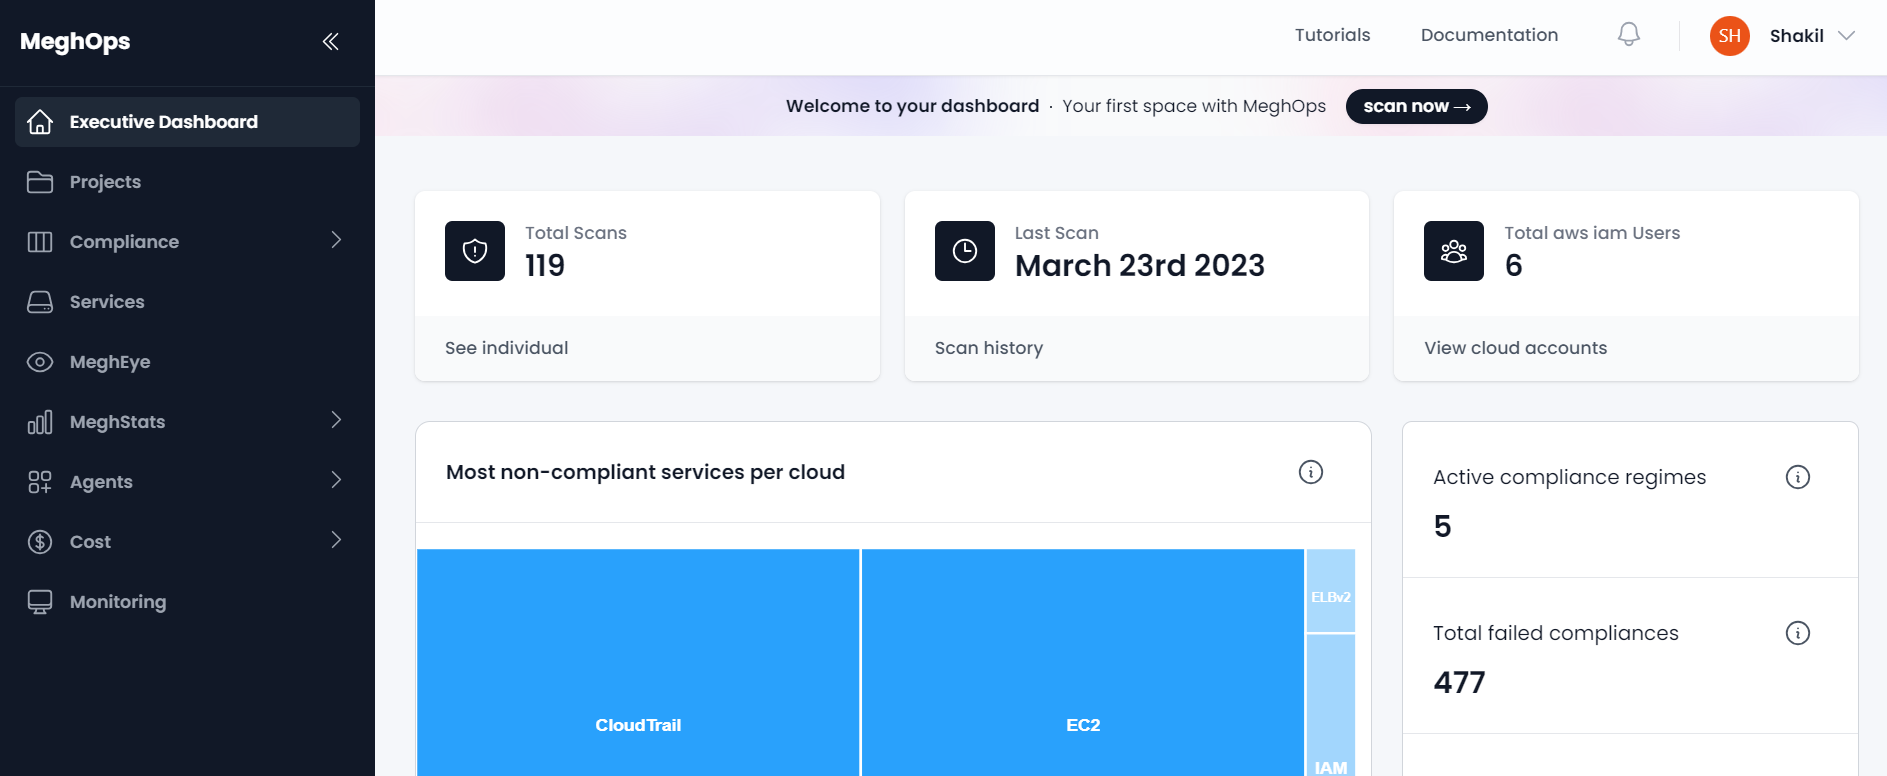 MeghOps
Executive Dashboard
Projects
Compliance
Services
MeghEye
MeghStats
Agents
Cost
Monitoring
Tutorials
Documentation
SH
Shakil
Welcome to your dashboard · Your first space with MeghOps
scan now →
Total Scans
119
See individual
Last Scan
March 23rd 2023
Scan history
Total aws iam Users
6
View cloud accounts
Most non-compliant services per cloud
CloudTrail
EC2
ELBv2
IAM
Active compliance regimes
5
Total failed compliances
477